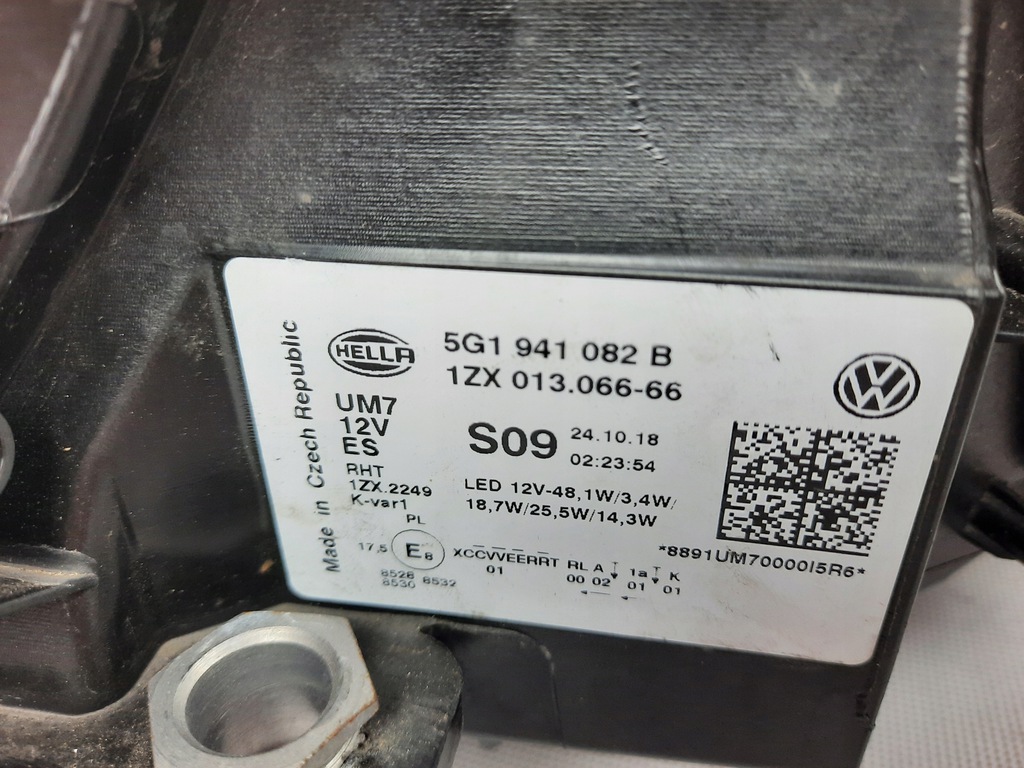 Made in Czech Republic
HELLA
5G1 941 082 B
1ZX 013.066-66
UM7
12V
ES
S09
24.10.18
02:23:54
RHT
1ZX.2249
K-var1
LED 12V-48,1W/3,4W/
18,7W/25,5W/14,3W
PL
17,5
E8
8528
8530 8532
XCCVVEERRT RL A T 1a T K
01 00 02 01 01
*8891UM70000I5R6*
VW